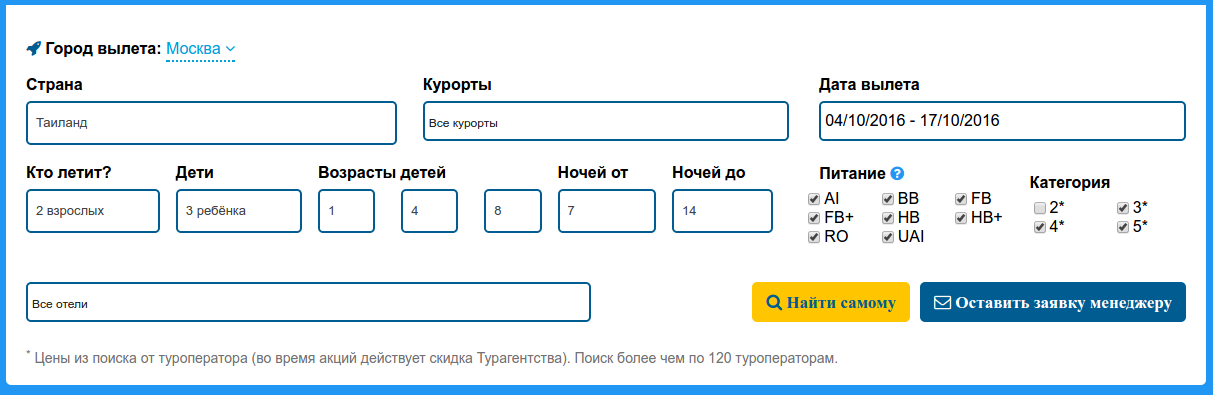 Город вылета: Москва
Страна Курорты Дата вылета
Таиланд Все курорты 04/10/2016 - 17/10/2016
Кто летит? Дети Возрасты детей Ночей от Ночей до Питание ? Категория
2 взрослых 3 ребёнка 1 4 8 7 14
AI BB FB 2* 3*
FB+ HB HB+ 4* 5*
RO UAI
Все отели Найти самому Оставить заявку менеджеру
* Цены из поиска от туроператора (во время акций действует скидка Турагентства). Поиск более чем по 120 туроператорам.